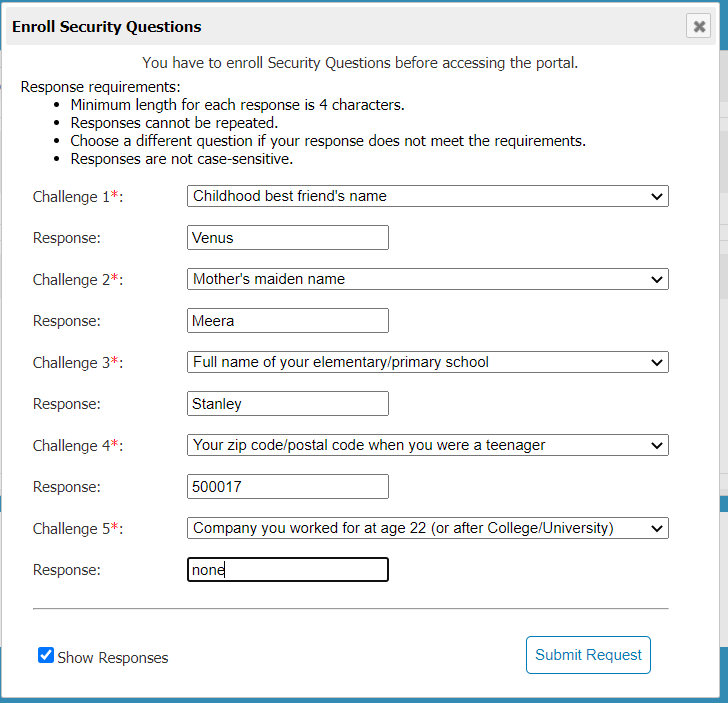 Enroll Security Questions
You have to enroll Security Questions before accessing the portal.
Response requirements:
• Minimum length for each response is 4 characters.
• Responses cannot be repeated.
• Choose a different question if your response does not meet the requirements.
• Responses are not case-sensitive.
Challenge 1*: Childhood best friend's name
Response: Venus
Challenge 2*: Mother's maiden name
Response: Meera
Challenge 3*: Full name of your elementary/primary school
Response: Stanley
Challenge 4*: Your zip code/postal code when you were a teenager
Response: 500017
Challenge 5*: Company you worked for at age 22 (or after College/University)
Response: none
Show Responses Submit Request